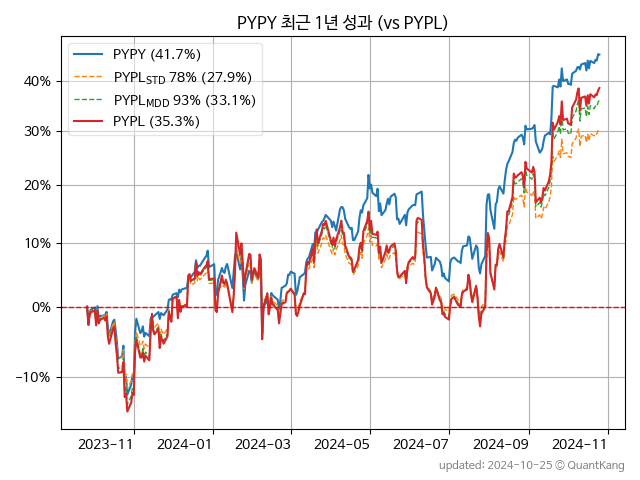 PYPY 최근 1년 성과 (vs PYPL)
PYPY (41.7%)
PYPL_STD 78% (27.9%)
PYPL_MDD 93% (33.1%)
PYPL (35.3%)
40%
30%
20%
10%
0%
−10%
2023-11 2024-01 2024-03 2024-05 2024-07 2024-09 2024-11
updated: 2024-10-25 © QuantKang